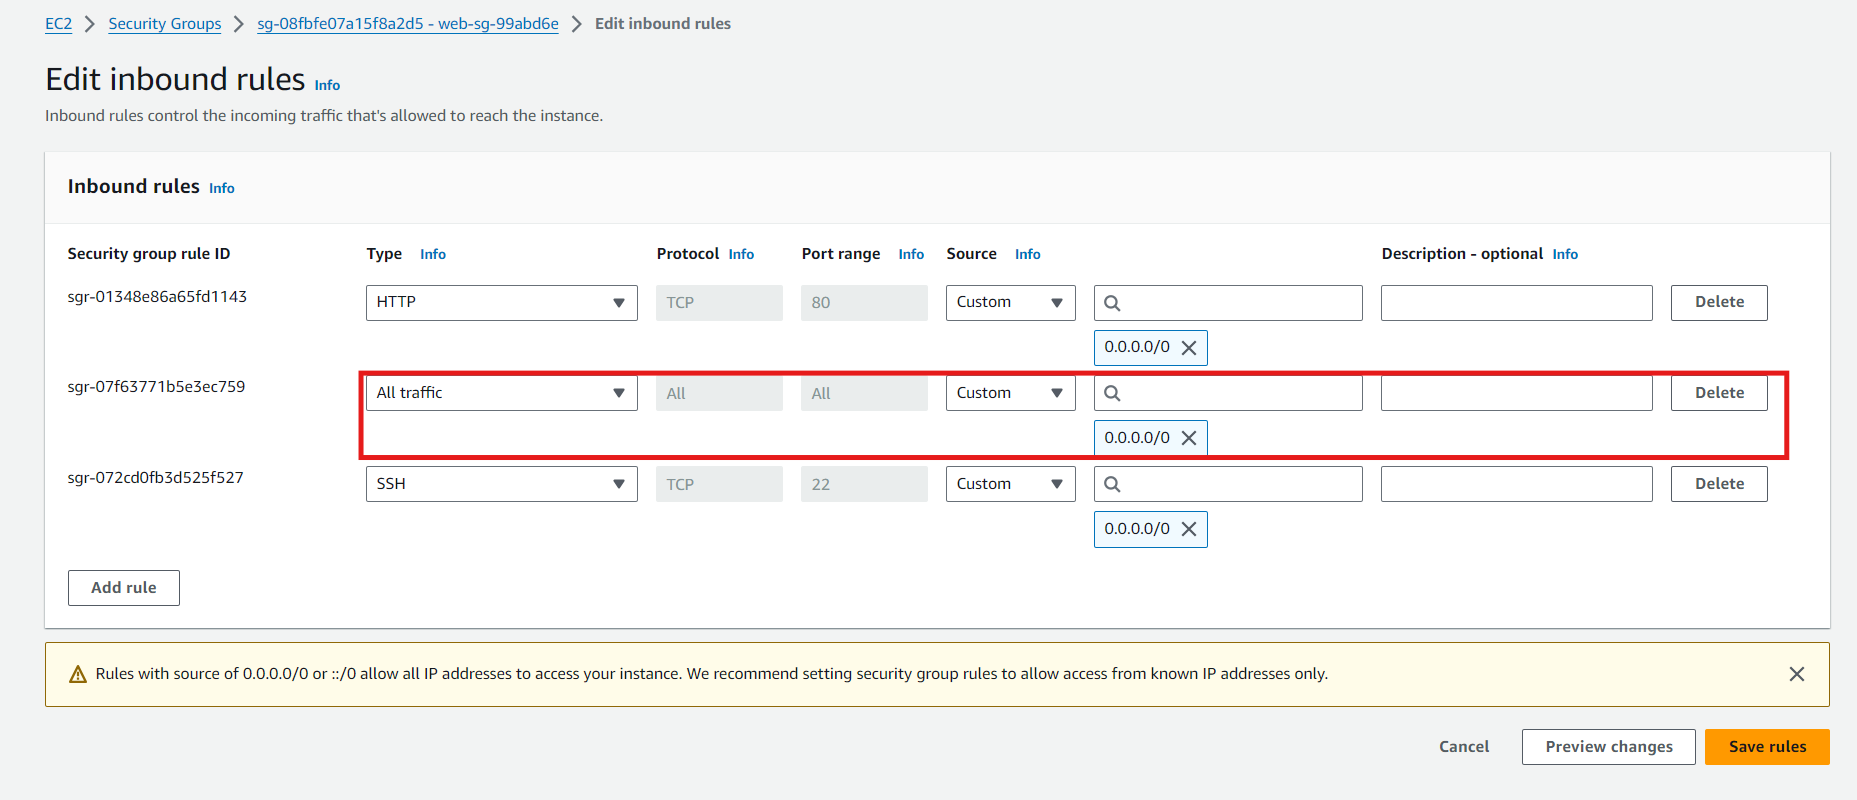 EC2 Security Groups sg-08fbfe07a15f8a2d5 - web-sg-99abd6e Edit inbound rules
Edit inbound rules Info
Inbound rules control the incoming traffic that's allowed to reach the instance.
Inbound rules Info
Security group rule ID Type Info Protocol Info Port range Info Source Info Description - optional Info
sgr-01348e86a65fd1143 HTTP TCP 80 Custom Delete
0.0.0.0/0
sgr-07f63771b5e3ec759 All traffic All All Custom Delete
0.0.0.0/0
sgr-072cd0fb3d525f527 SSH TCP 22 Custom Delete
0.0.0.0/0
Add rule
Rules with source of 0.0.0.0/0 or ::/0 allow all IP addresses to access your instance. We recommend setting security group rules to allow access from known IP addresses only.
Cancel Preview changes Save rules